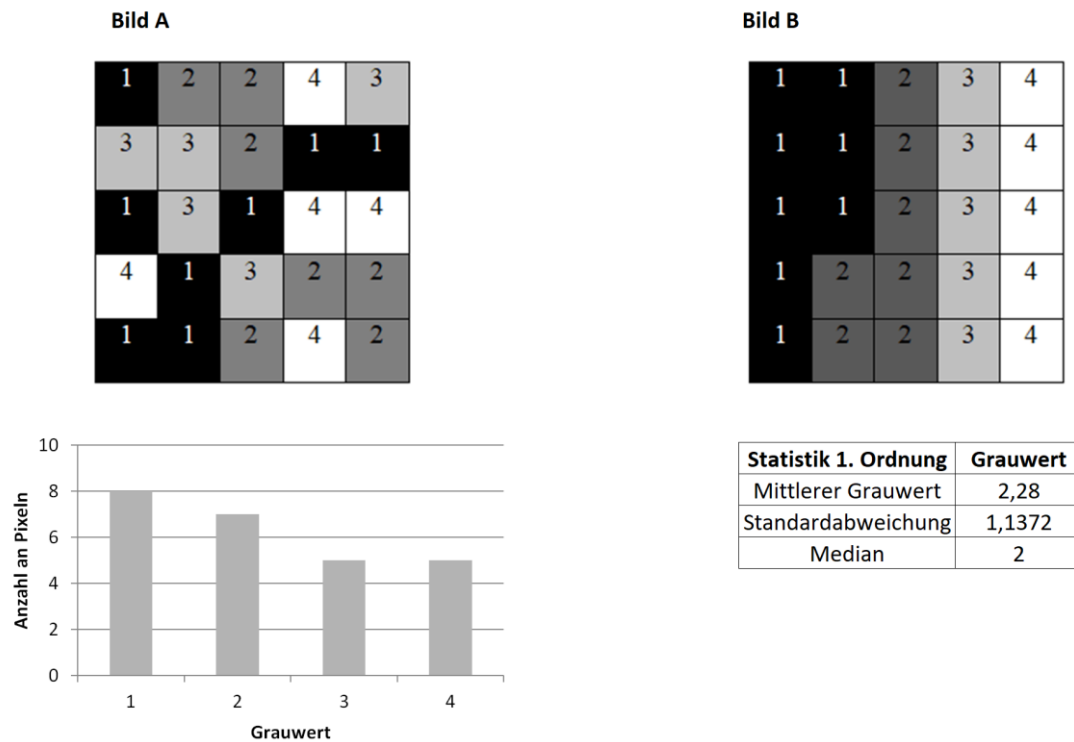 Bild A
1 2 2 4 3
3 3 2 1 1
1 3 1 4 4
4 1 3 2 2
1 1 2 4 2
Bild B
1 1 2 3 4
1 1 2 3 4
1 1 2 3 4
1 2 2 3 4
1 2 2 3 4
Anzahl an Pixeln
10
8
6
4
2
0
1 2 3 4
Grauwert
Statistik 1. Ordnung Grauwert
Mittlerer Grauwert 2,28
Standardabweichung 1,1372
Median 2